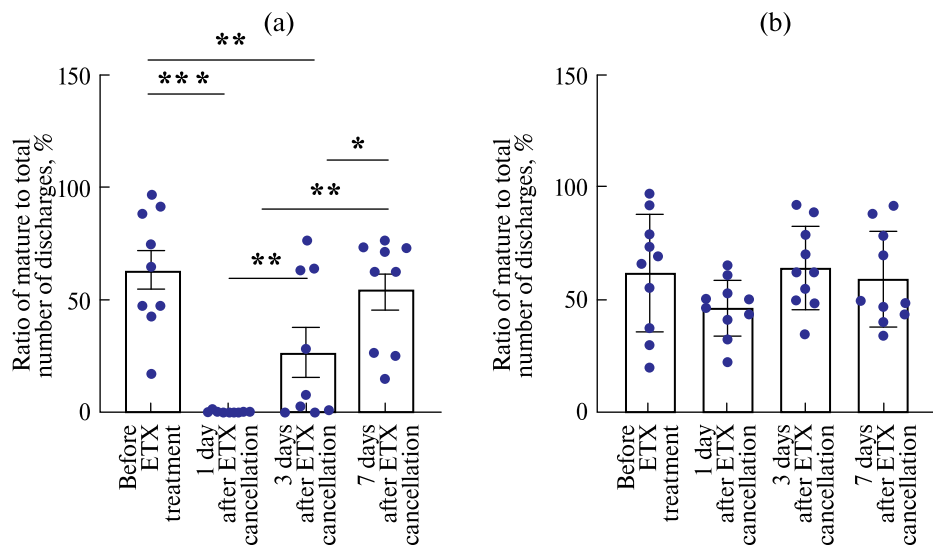 (a)
Ratio of mature to total
number of discharges, %
150
100
50
0
**
***
*
**
**
Before
ETX
treatment
1 day
after ETX
cancellation
3 days
after ETX
cancellation
7 days
after ETX
cancellation
(b)
Ratio of mature to total
number of discharges, %
150
100
50
0
Before
ETX
treatment
1 day
after ETX
cancellation
3 days
after ETX
cancellation
7 days
after ETX
cancellation